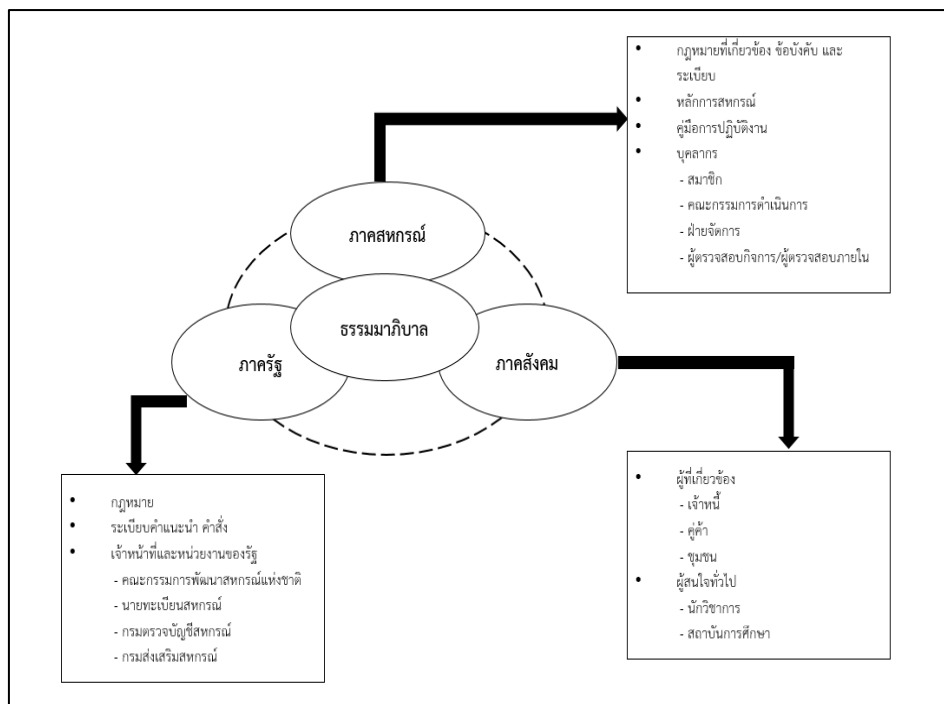 • กฎหมายที่เกี่ยวข้อง ข้อบังคับ และ
ระเบียบ
• หลักการสหกรณ์
• คู่มือการปฏิบัติงาน
• บุคลากร
- สมาชิก
- คณะกรรมการดำเนินการ
- ฝ่ายจัดการ
- ผู้ตรวจสอบกิจการ/ผู้ตรวจสอบภายใน
ภาคสหกรณ์
ธรรมมาภิบาล
ภาครัฐ
ภาคสังคม
• กฎหมาย
• ระเบียบคำแนะนำ คำสั่ง
• เจ้าหน้าที่และหน่วยงานของรัฐ
- คณะกรรมการพัฒนาสหกรณ์แห่งชาติ
- นายทะเบียนสหกรณ์
- กรมตรวจบัญชีสหกรณ์
- กรมส่งเสริมสหกรณ์
• ผู้ที่เกี่ยวข้อง
- เจ้าหนี้
- คู่ค้า
- ชุมชน
• ผู้สนใจทั่วไป
- นักวิชาการ
- สถาบันการศึกษา